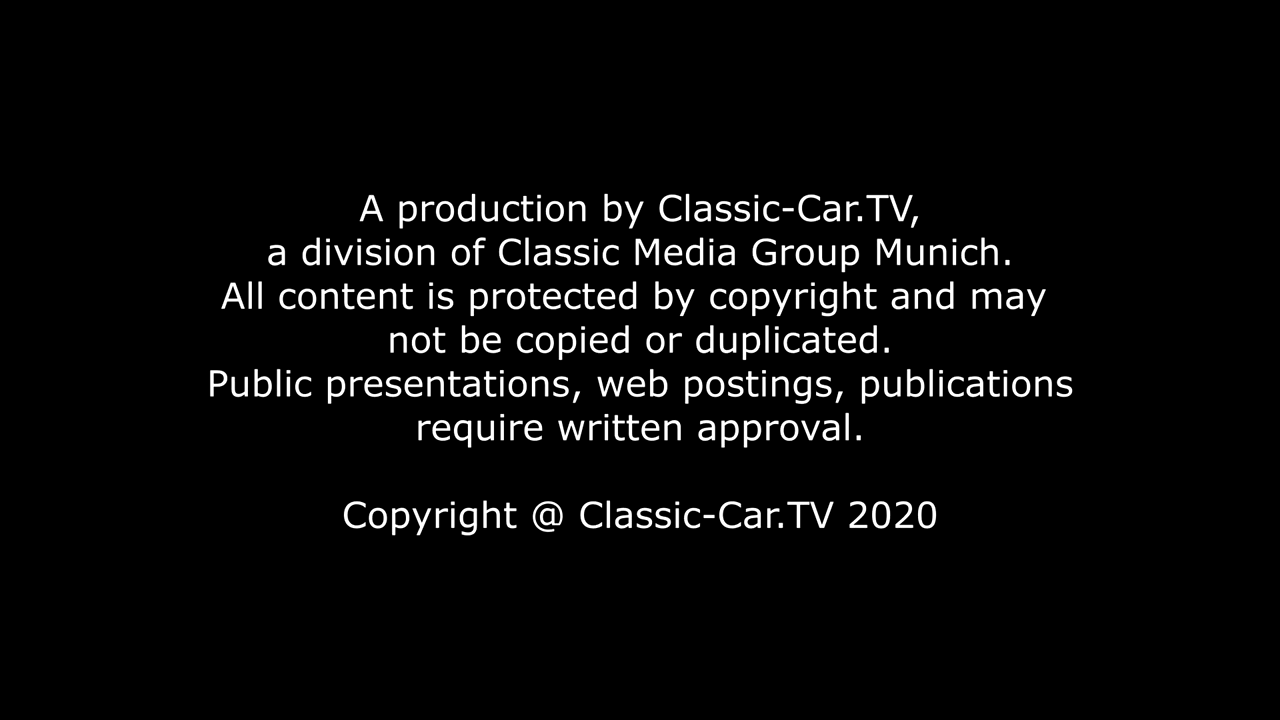 A production by Classic-Car.TV,
a division of Classic Media Group Munich.
All content is protected by copyright and may
not be copied or duplicated.
Public presentations, web postings, publications
require written approval.
Copyright @ Classic-Car.TV 2020